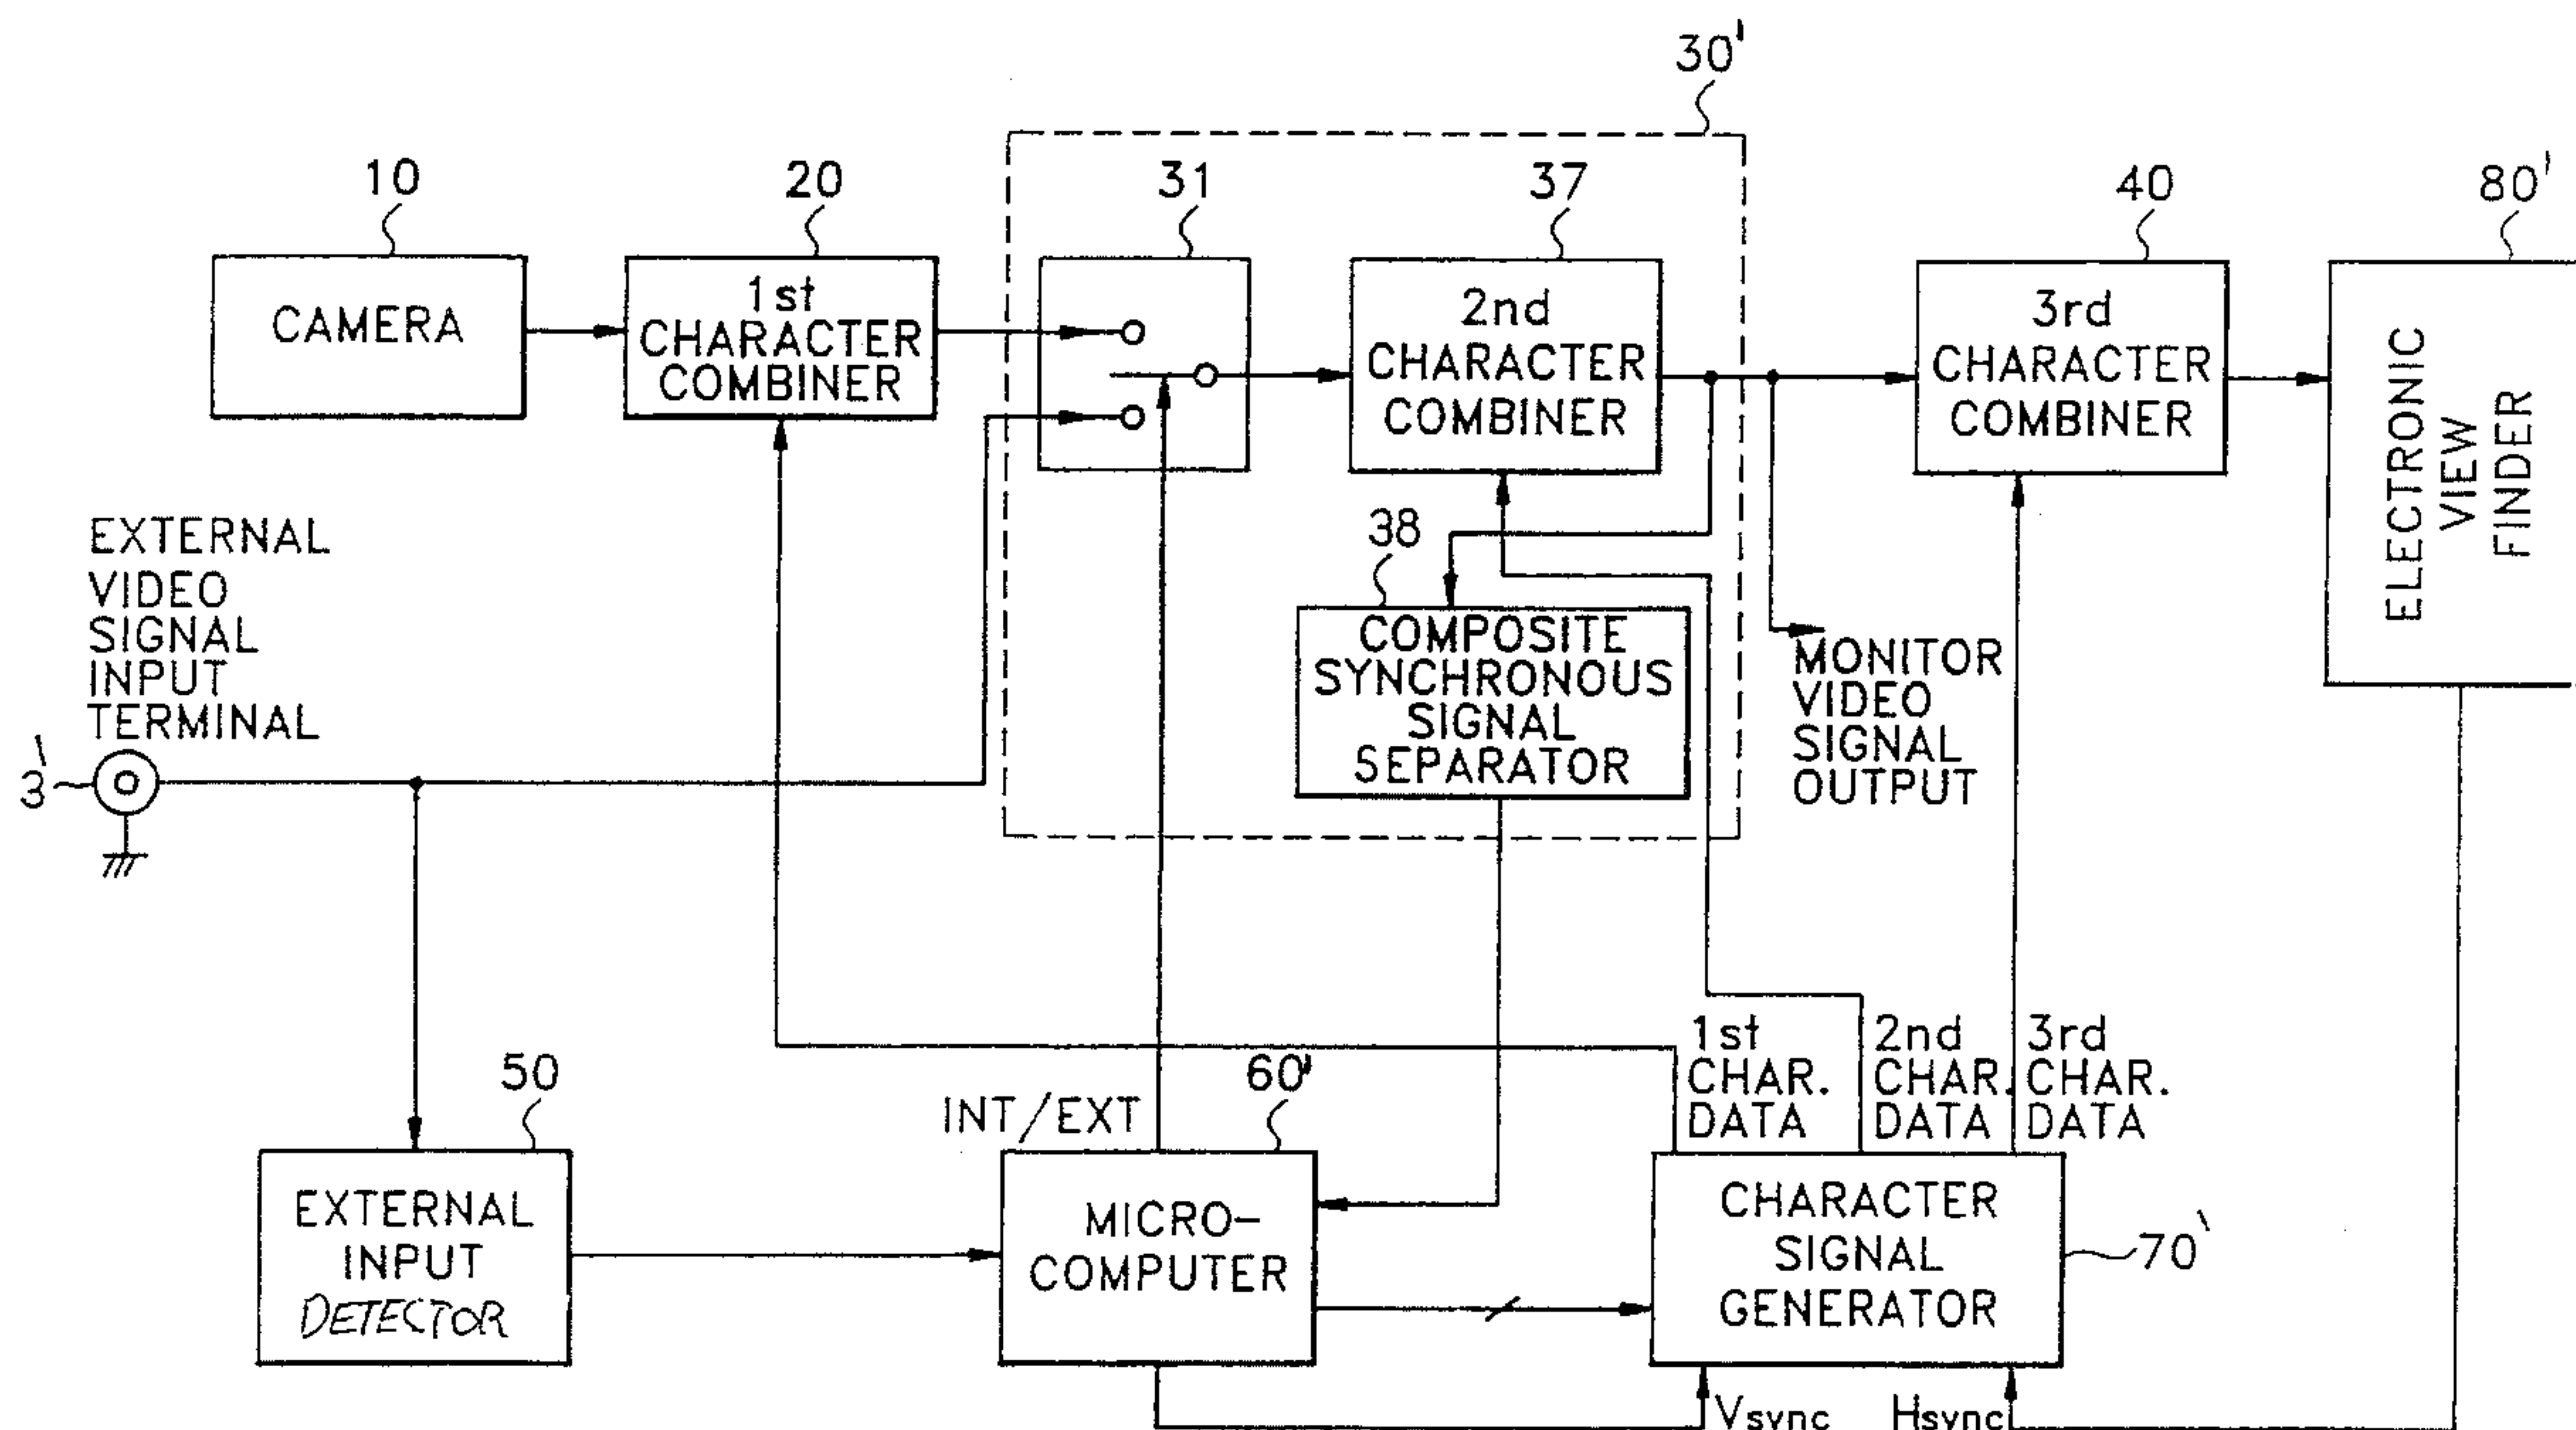 30'
10
20
31
37
40
80'
CAMERA
1st
CHARACTER
COMBINER
2nd
CHARACTER
COMBINER
3rd
CHARACTER
COMBINER
ELECTRONIC
VIEW
FINDER
EXTERNAL
VIDEO
SIGNAL
INPUT
TERMINAL
3'
38
COMPOSITE
SYNCHRONOUS
SIGNAL
SEPARATOR
MONITOR
VIDEO
SIGNAL
OUTPUT
50
INT/EXT
60'
1st
CHAR.
DATA
2nd
CHAR.
DATA
3rd
CHAR.
DATA
EXTERNAL
INPUT
DETECTOR
MICRO-
COMPUTER
CHARACTER
SIGNAL
GENERATOR
70'
Vsync
Hsync